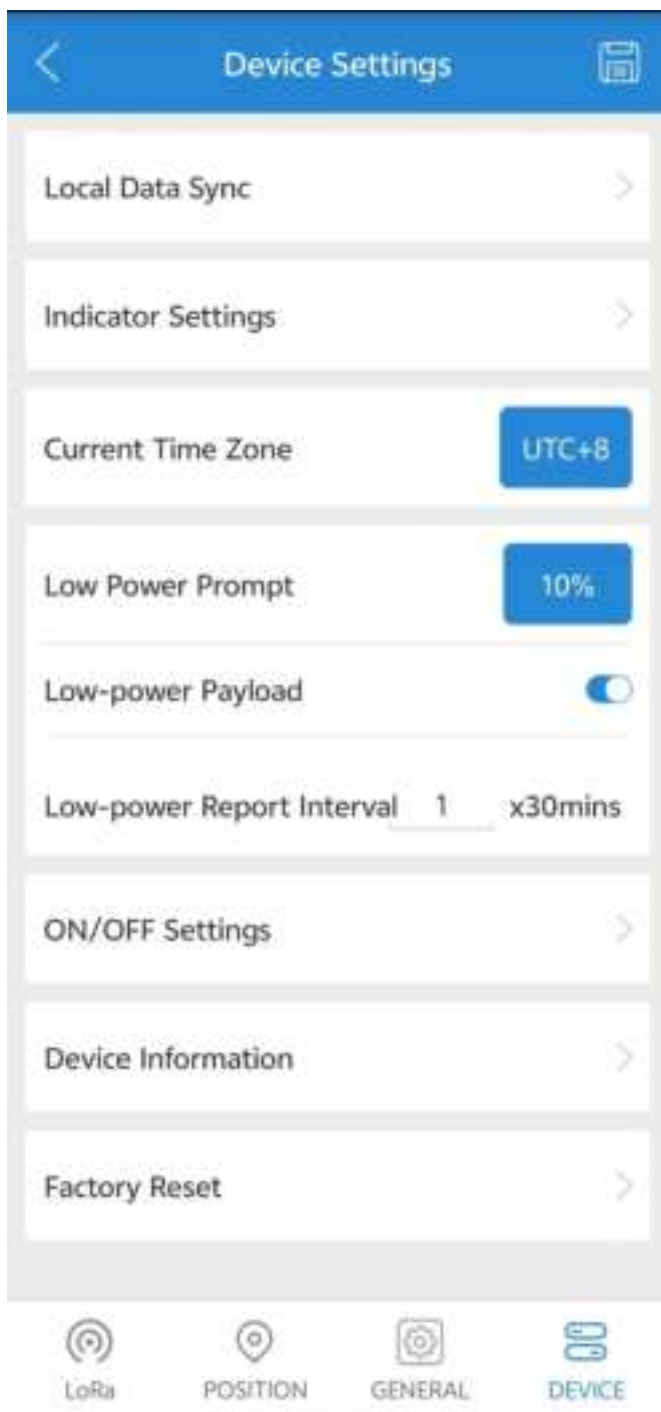 Device Settings
Local Data Sync
Indicator Settings
Current Time Zone UTC+8
Low Power Prompt 10%
Low-power Payload
Low-power Report Interval 1 x30mins
ON/OFF Settings
Device Information
Factory Reset
LoRa POSITION GENERAL DEVICE